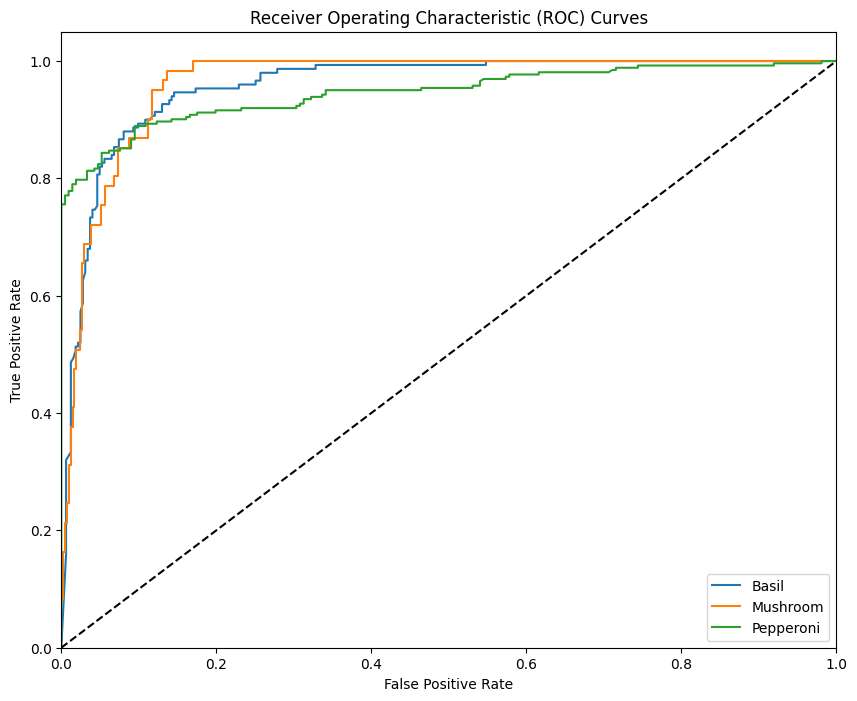 Receiver Operating Characteristic (ROC) Curves
True Positive Rate
1.0
0.8
0.6
0.4
0.2
0.0
0.0 0.2 0.4 0.6 0.8 1.0
False Positive Rate
Basil
Mushroom
Pepperoni